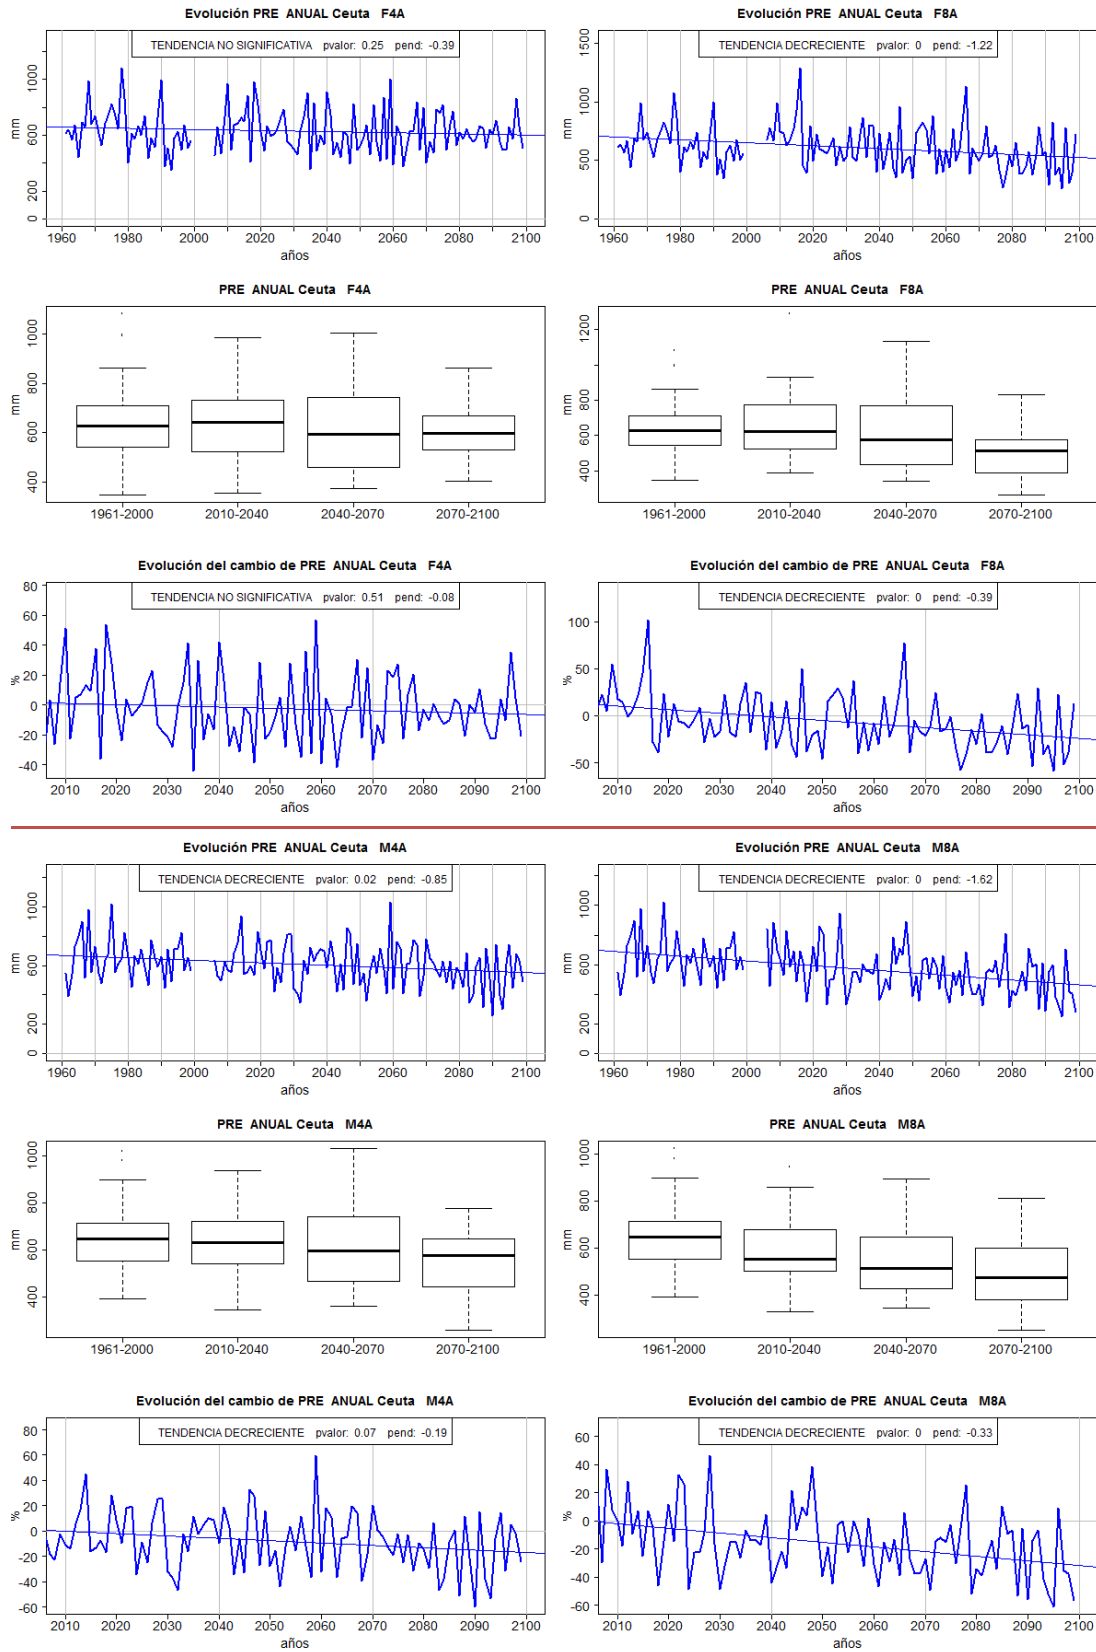 Evolución PRE ANUAL Ceuta F4A
TENDENCIA NO SIGNIFICATIVA pvalor: 0.25 pend: -0.39
mm
0 200 400 600 800 1000
1960 1980 2000 2020 2040 2060 2080 2100
años
Evolución PRE ANUAL Ceuta F8A
TENDENCIA DECRECIENTE pvalor: 0 pend: -1.22
mm
0 500 1000 1500
1960 1980 2000 2020 2040 2060 2080 2100
años
PRE ANUAL Ceuta F4A
mm
400 600 800 1000
1961-2000 2010-2040 2040-2070 2070-2100
PRE ANUAL Ceuta F8A
mm
400 600 800 1200
1961-2000 2010-2040 2040-2070 2070-2100
Evolución del cambio de PRE ANUAL Ceuta F4A
TENDENCIA NO SIGNIFICATIVA pvalor: 0.51 pend: -0.08
%
80
60
40
20
0
-20
-40
2010 2020 2030 2040 2050 2060 2070 2080 2090 2100
años
Evolución del cambio de PRE ANUAL Ceuta F8A
TENDENCIA DECRECIENTE pvalor: 0 pend: -0.39
%
100
50
0
-50
2010 2020 2030 2040 2050 2060 2070 2080 2090 2100
años
Evolución PRE ANUAL Ceuta M4A
TENDENCIA DECRECIENTE pvalor: 0.02 pend: -0.85
mm
0 200 400 600 1000
1960 1980 2000 2020 2040 2060 2080 2100
años
Evolución PRE ANUAL Ceuta M8A
TENDENCIA DECRECIENTE pvalor: 0 pend: -1.62
mm
0 200 400 600 1000
1960 1980 2000 2020 2040 2060 2080 2100
años
PRE ANUAL Ceuta M4A
mm
400 600 800 1000
1961-2000 2010-2040 2040-2070 2070-2100
PRE ANUAL Ceuta M8A
mm
400 600 800 1000
1961-2000 2010-2040 2040-2070 2070-2100
Evolución del cambio de PRE ANUAL Ceuta M4A
TENDENCIA DECRECIENTE pvalor: 0.07 pend: -0.19
%
80
60
40
20
0
-20
-40
-60
2010 2020 2030 2040 2050 2060 2070 2080 2090 2100
años
Evolución del cambio de PRE ANUAL Ceuta M8A
TENDENCIA DECRECIENTE pvalor: 0 pend: -0.33
%
60
40
20
0
-20
-40
-60
2010 2020 2030 2040 2050 2060 2070 2080 2090 2100
años